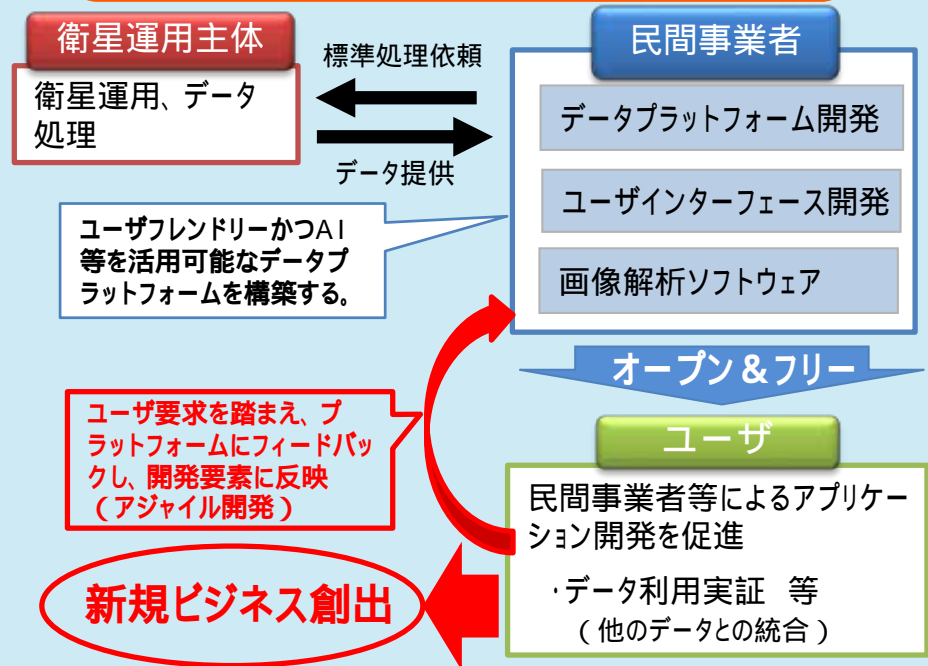 衛星運用主体
衛星運用、データ
処理
標準処理依頼
データ提供
民間事業者
データプラットフォーム開発
ユーザインターフェース開発
画像解析ソフトウェア
ユーザフレンドリーかつAI
等を活用可能なデータプ
ラットフォームを構築する。
オープン&フリー
ユーザ要求を踏まえ、プ
ラットフォームにフィードバッ
クし、開発要素に反映
(アジャイル開発)
ユーザ
民間事業者等によるアプリケー
ション開発を促進
・データ利用実証 等
(他のデータとの統合)
新規ビジネス創出